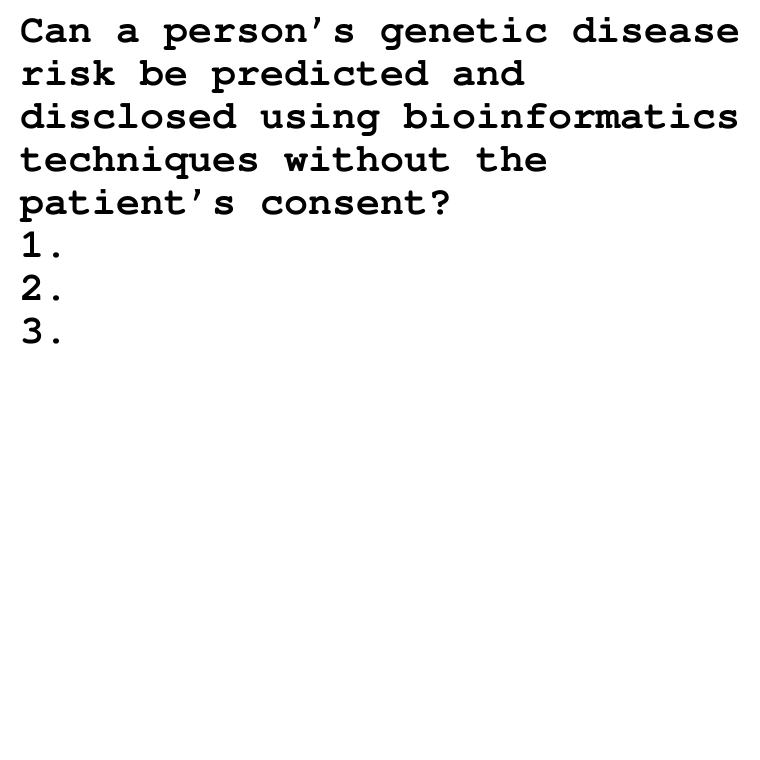 Can a person’s genetic disease
risk be predicted and
disclosed using bioinformatics
techniques without the
patient’s consent?
1.
2.
3.